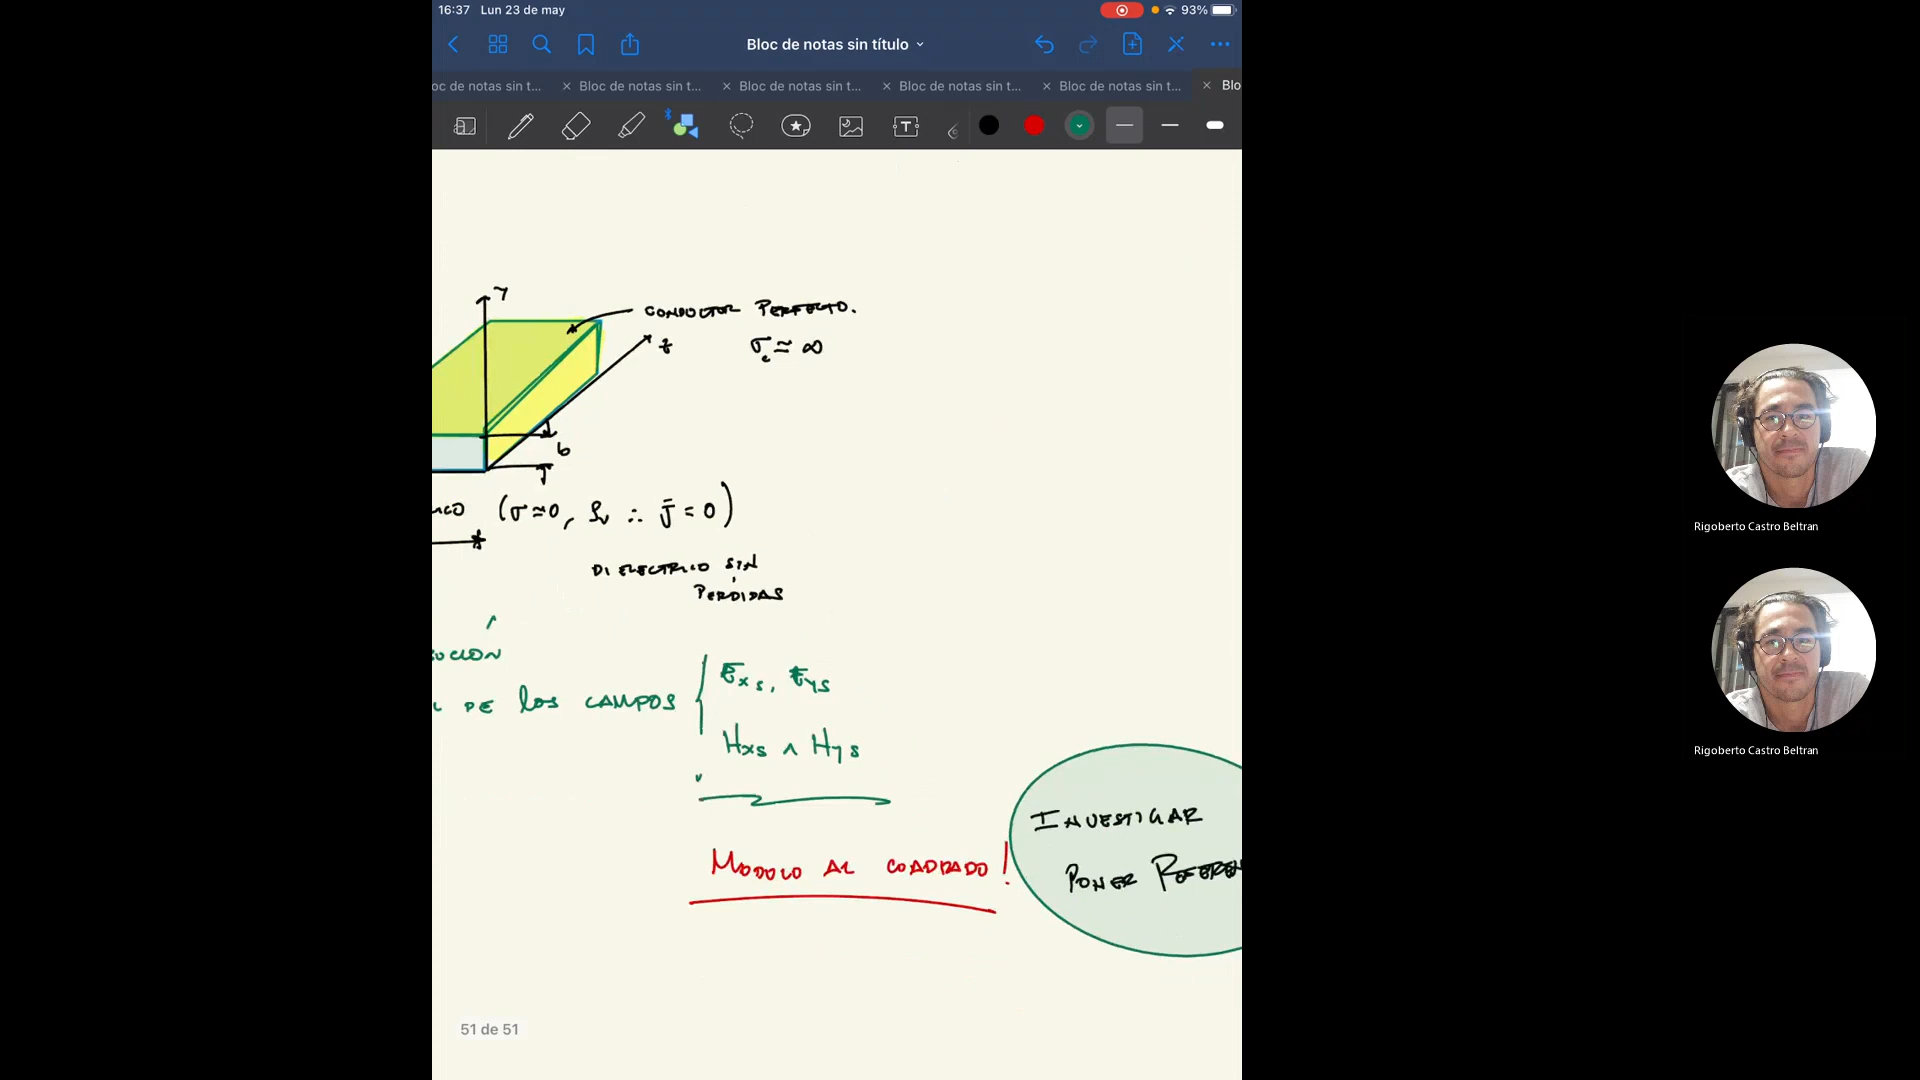 16:37 Lun 23 de may
93%
Bloc de notas sin título
oc de notas sin t... Bloc de notas sin t... Bloc de notas sin t... Bloc de notas sin t... Bloc de notas sin t... Blo
T
y
CONDUCTOR PERFECTO.
z σc ≃ ∞
b
(σ≃0, ∴ J̄ = 0)
DIELECTRICO SIN
PERDIDAS
UCIÓN
DE LOS CAMPOS
Exs, Eys
Hxs ∧ Hys
MODULO AL CUADRADO!
INVESTIGAR
PONER REFEREN
51 de 51
Rigoberto Castro Beltran
Rigoberto Castro Beltran